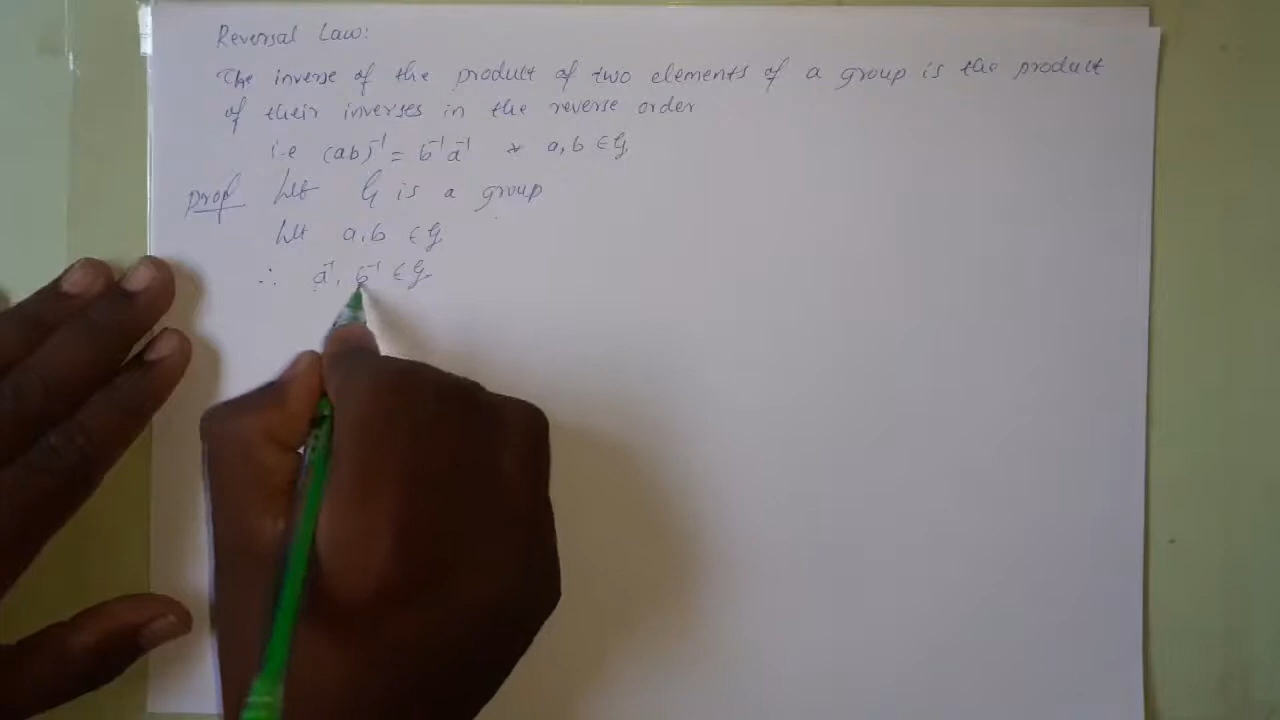 Reversal Law:
The inverse of the product of two elements of a group is the product
of their inverses in the reverse order
i.e (ab)⁻¹ = b⁻¹a⁻¹ ∀ a,b ∈ G
prof Let G is a group
Let a,b ∈ G
∴ a⁻¹, b⁻¹ ∈ G